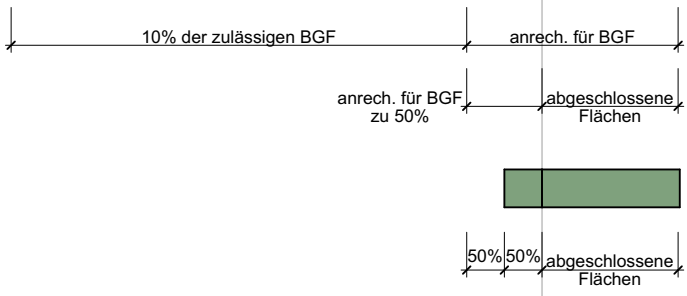 10% der zulässigen BGF
anrech. für BGF
anrech. für BGF
zu 50%
abgeschlossene
Flächen
50%
50%
abgeschlossene
Flächen